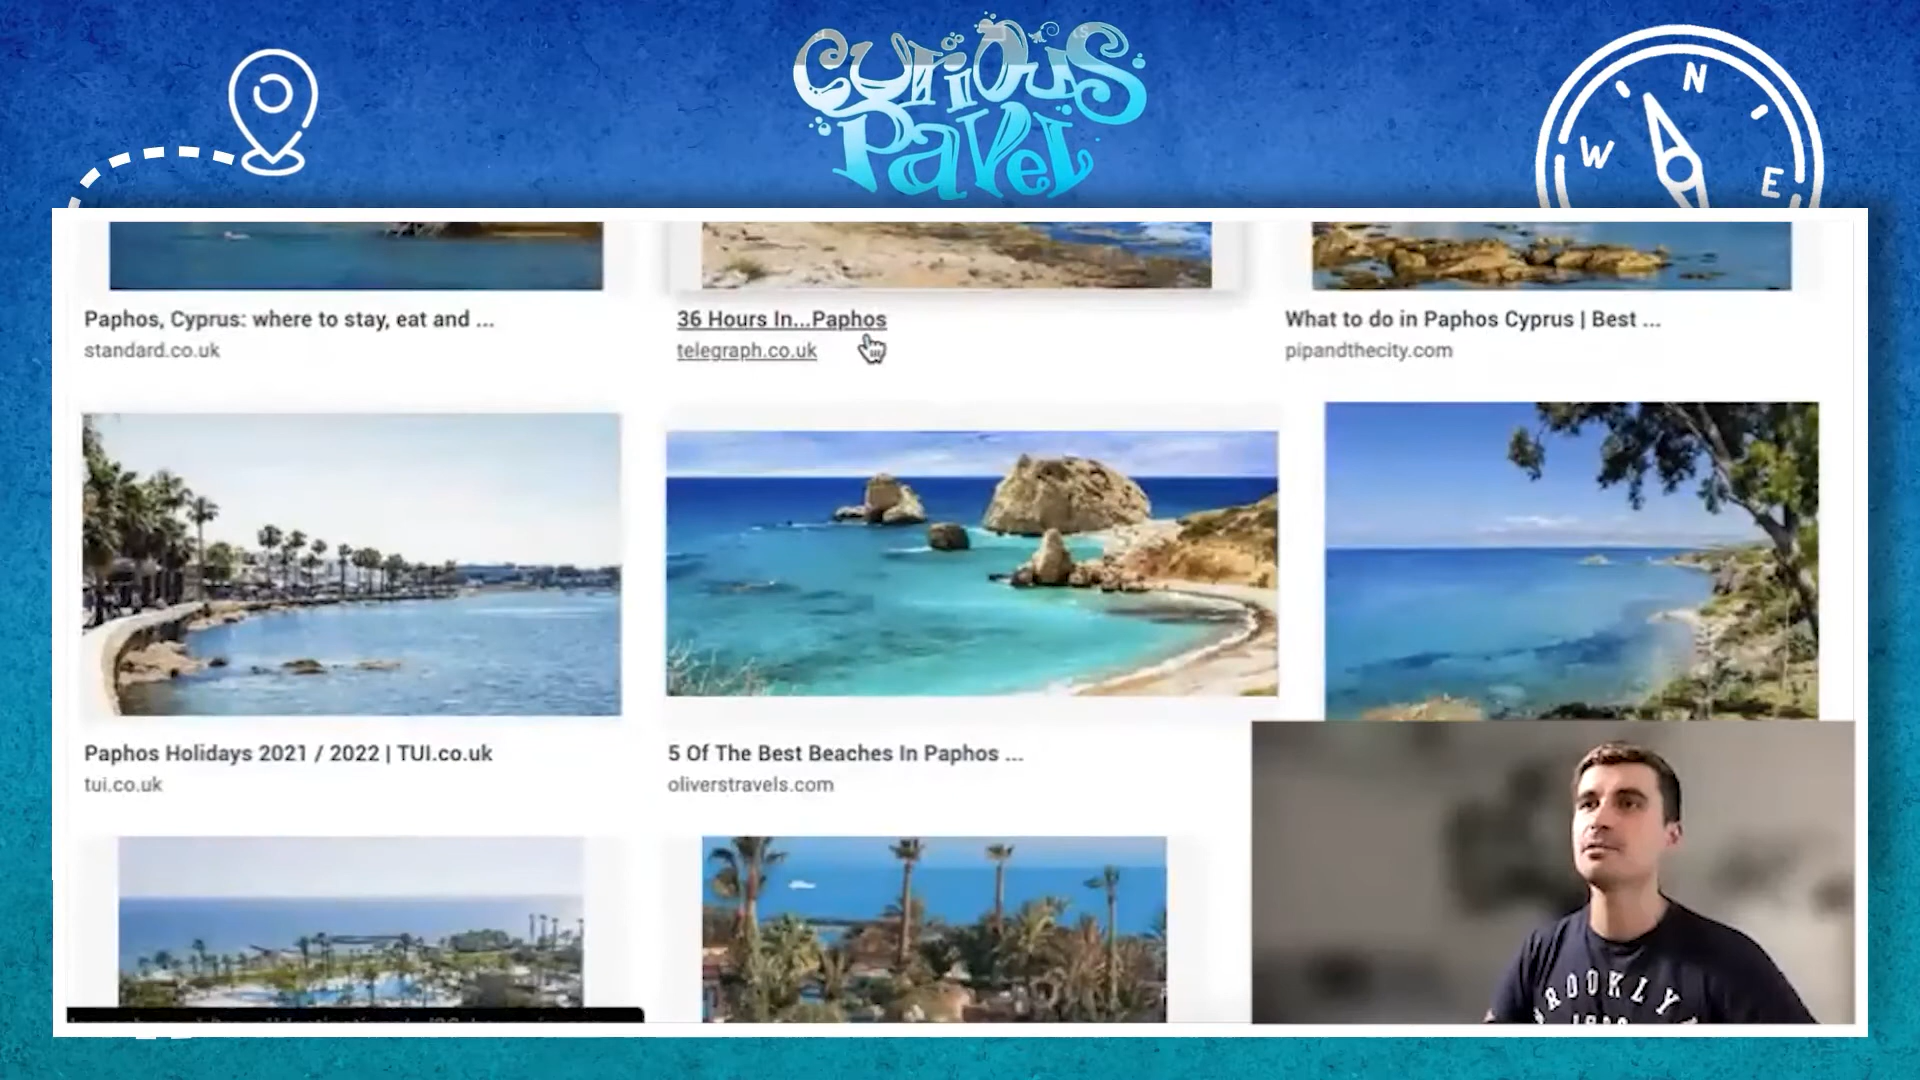 CURIOUS
PAVEL
N
W
E
Paphos, Cyprus: where to stay, eat and ...
standard.co.uk
36 Hours In...Paphos
telegraph.co.uk
What to do in Paphos Cyprus | Best ...
pipandthecity.com
Paphos Holidays 2021 / 2022 | TUI.co.uk
tui.co.uk
5 Of The Best Beaches In Paphos ...
oliverstravels.com
ROOKLY